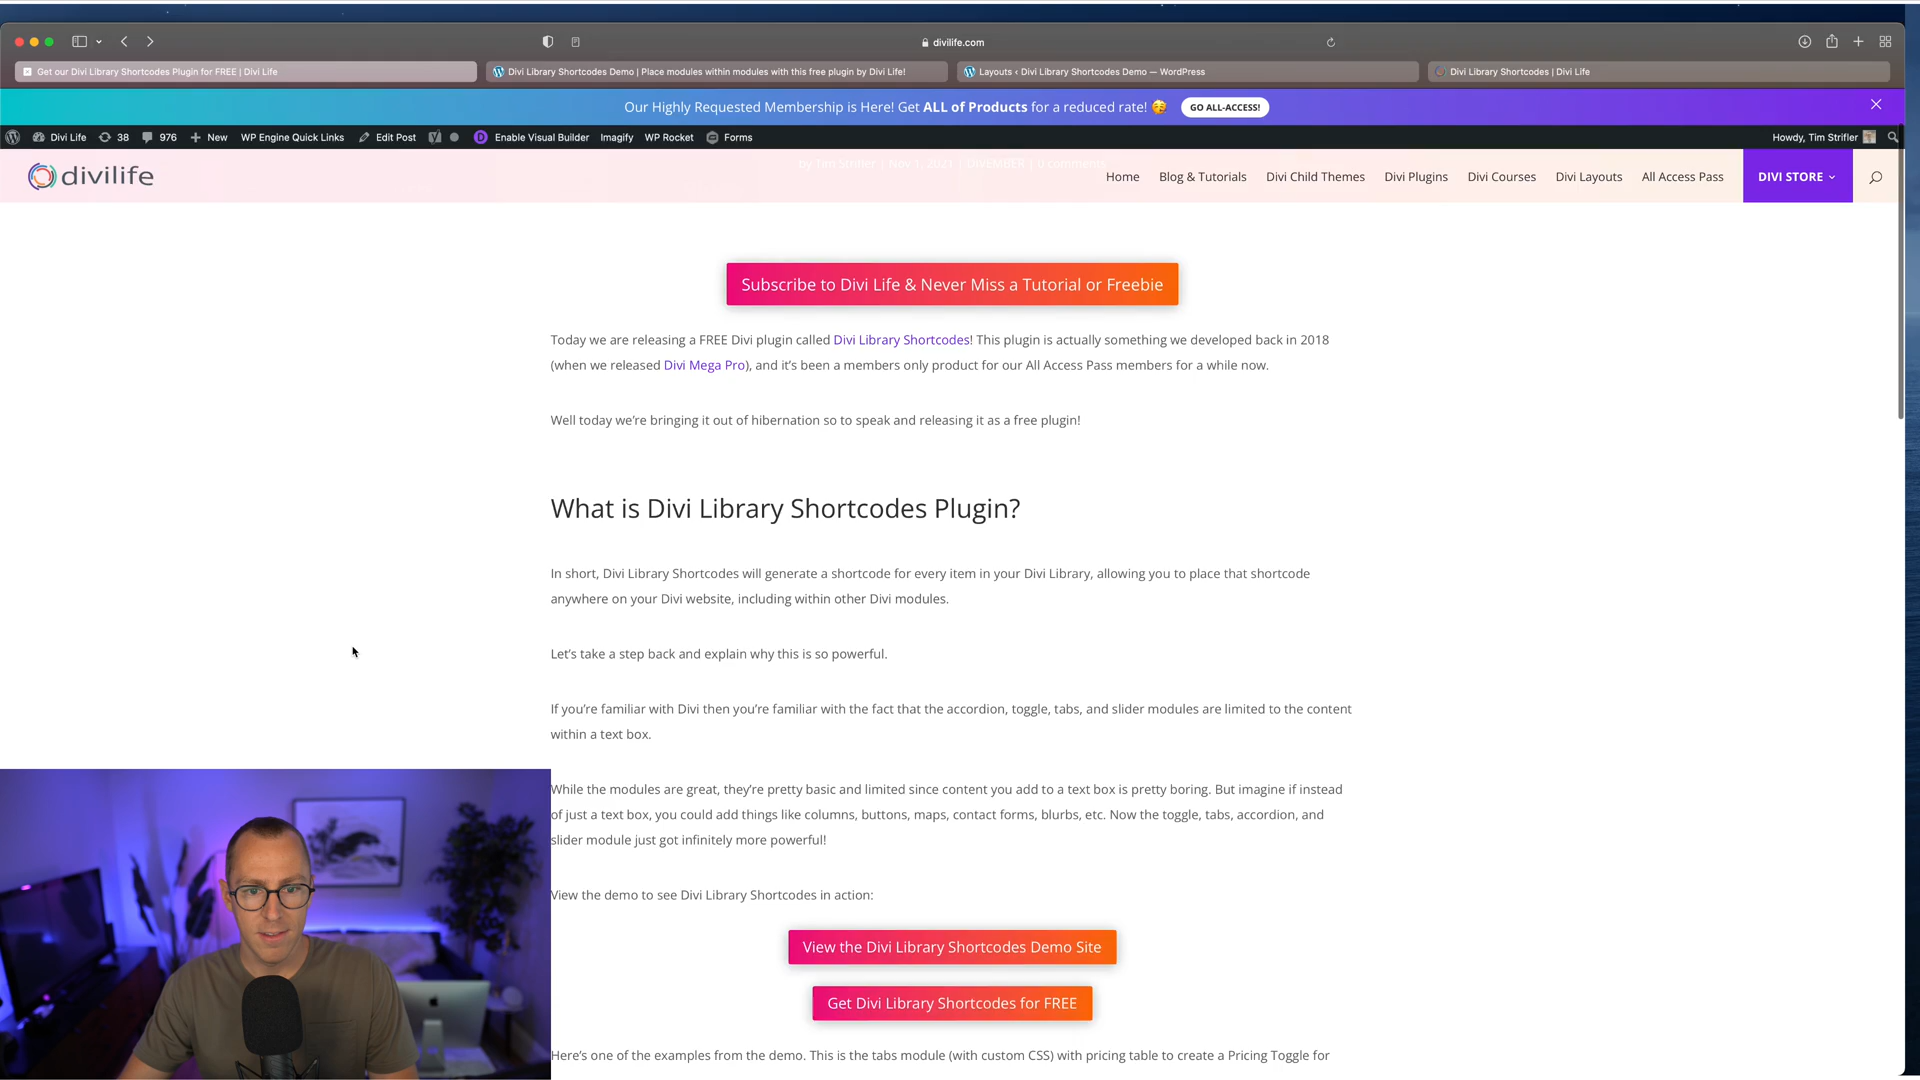 divilife.com
Get our Divi Library Shortcodes Plugin for FREE | Divi Life
Divi Library Shortcodes Demo | Place modules within modules with this free plugin by Divi Life!
Layouts ‹ Divi Library Shortcodes Demo — WordPress
Divi Library Shortcodes | Divi Life
Our Highly Requested Membership is Here! Get ALL of Products for a reduced rate! 🥳 GO ALL-ACCESS!
Divi Life 38 976 New WP Engine Quick Links Edit Post Enable Visual Builder Imagify WP Rocket Forms Howdy, Tim Strifler
by Tim Strifler | Nov 1, 2021 | DIVEMBER | 0 comments
divilife
Home Blog & Tutorials Divi Child Themes Divi Plugins Divi Courses Divi Layouts All Access Pass DIVI STORE
Subscribe to Divi Life & Never Miss a Tutorial or Freebie
Today we are releasing a FREE Divi plugin called Divi Library Shortcodes! This plugin is actually something we developed back in 2018
(when we released Divi Mega Pro), and it’s been a members only product for our All Access Pass members for a while now.
Well today we’re bringing it out of hibernation so to speak and releasing it as a free plugin!
What is Divi Library Shortcodes Plugin?
In short, Divi Library Shortcodes will generate a shortcode for every item in your Divi Library, allowing you to place that shortcode
anywhere on your Divi website, including within other Divi modules.
Let’s take a step back and explain why this is so powerful.
If you’re familiar with Divi then you’re familiar with the fact that the accordion, toggle, tabs, and slider modules are limited to the content
within a text box.
While the modules are great, they’re pretty basic and limited since content you add to a text box is pretty boring. But imagine if instead
of just a text box, you could add things like columns, buttons, maps, contact forms, blurbs, etc. Now the toggle, tabs, accordion, and
slider module just got infinitely more powerful!
View the demo to see Divi Library Shortcodes in action:
View the Divi Library Shortcodes Demo Site
Get Divi Library Shortcodes for FREE
Here’s one of the examples from the demo. This is the tabs module (with custom CSS) with pricing table to create a Pricing Toggle for